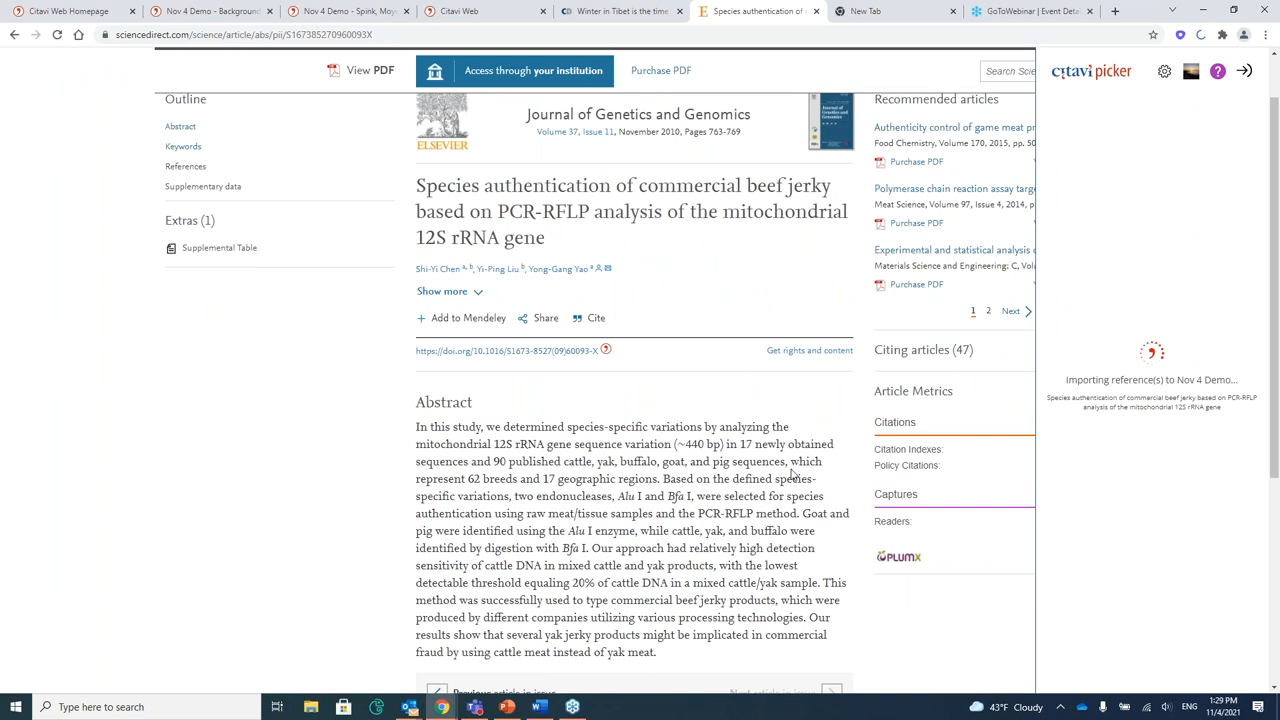 Nov 4 Demo - Background
Nov 4 Demo - Spink, Moye
Citavi Web
Citavi - Winter &
Species authentication of
New Tab
GoToWebinar
Event Deta
sciencedirect.com/science/article/abs/pii/S167385270960093X
View PDF
Access through your institution
Purchase PDF
Search Scie
citavi picker
Outline
Abstract
Keywords
References
Supplementary data
Extras (1)
Supplemental Table
ELSEVIER
Journal of Genetics and Genomics
Volume 37, Issue 11, November 2010, Pages 763-769
Species authentication of commercial beef jerky
based on PCR-RFLP analysis of the mitochondrial
12S rRNA gene
Shi-Yi Chen a, b, Yi-Ping Liu b, Yong-Gang Yao a
Show more
Add to Mendeley
Share
Cite
https://doi.org/10.1016/S1673-8527(09)60093-X
Get rights and content
Abstract
In this study, we determined species-specific variations by analyzing the
mitochondrial 12S rRNA gene sequence variation (~440 bp) in 17 newly obtained
sequences and 90 published cattle, yak, buffalo, goat, and pig sequences, which
represent 62 breeds and 17 geographic regions. Based on the defined species-
specific variations, two endonucleases, Alu I and Bfa I, were selected for species
authentication using raw meat/tissue samples and the PCR-RFLP method. Goat and
pig were identified using the Alu I enzyme, while cattle, yak, and buffalo were
identified by digestion with Bfa I. Our approach had relatively high detection
sensitivity of cattle DNA in mixed cattle and yak products, with the lowest
detectable threshold equaling 20% of cattle DNA in a mixed cattle/yak sample. This
method was successfully used to type commercial beef jerky products, which were
produced by different companies utilizing various processing technologies. Our
results show that several yak jerky products might be implicated in commercial
fraud by using cattle meat instead of yak meat.
Previous article in issue
Next article in issue
Recommended articles
Authenticity control of game meat pr
Food Chemistry, Volume 170, 2015, pp. 50
Purchase PDF
Polymerase chain reaction assay targe
Meat Science, Volume 97, Issue 4, 2014, p
Purchase PDF
Experimental and statistical analysis o
Materials Science and Engineering: C, Volu
Purchase PDF
1 2 Next
Citing articles (47)
Article Metrics
Citations
Citation Indexes:
Policy Citations:
Captures
Readers:
PLUMX
Importing reference(s) to Nov 4 Demo...
Species authentication of commercial beef jerky based on PCR-RFLP
analysis of the mitochondrial 12S rRNA gene
Type here to search
43°F Cloudy
ENG
1:29 PM
11/4/2021